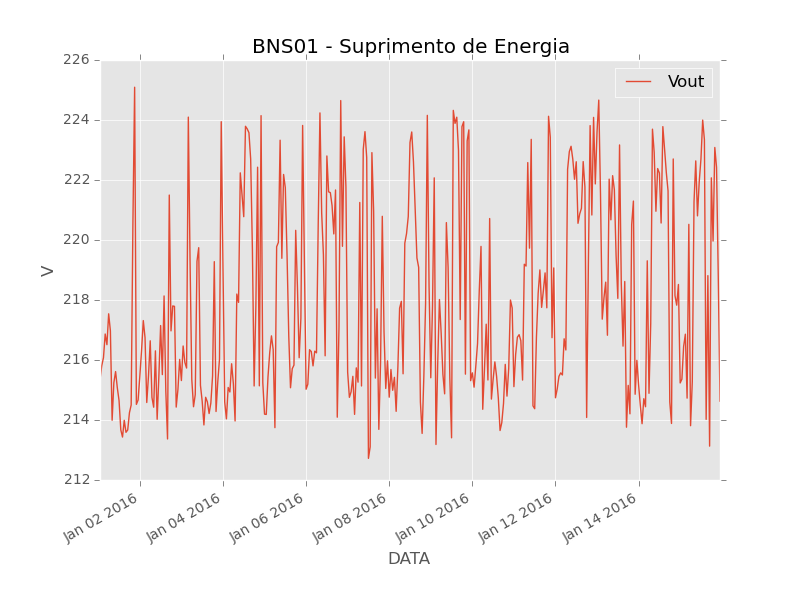 BNS01 - Suprimento de Energia
Vout
226
224
222
220
218
216
214
212
V
Jan 02 2016
Jan 04 2016
Jan 06 2016
Jan 08 2016
Jan 10 2016
Jan 12 2016
Jan 14 2016
DATA